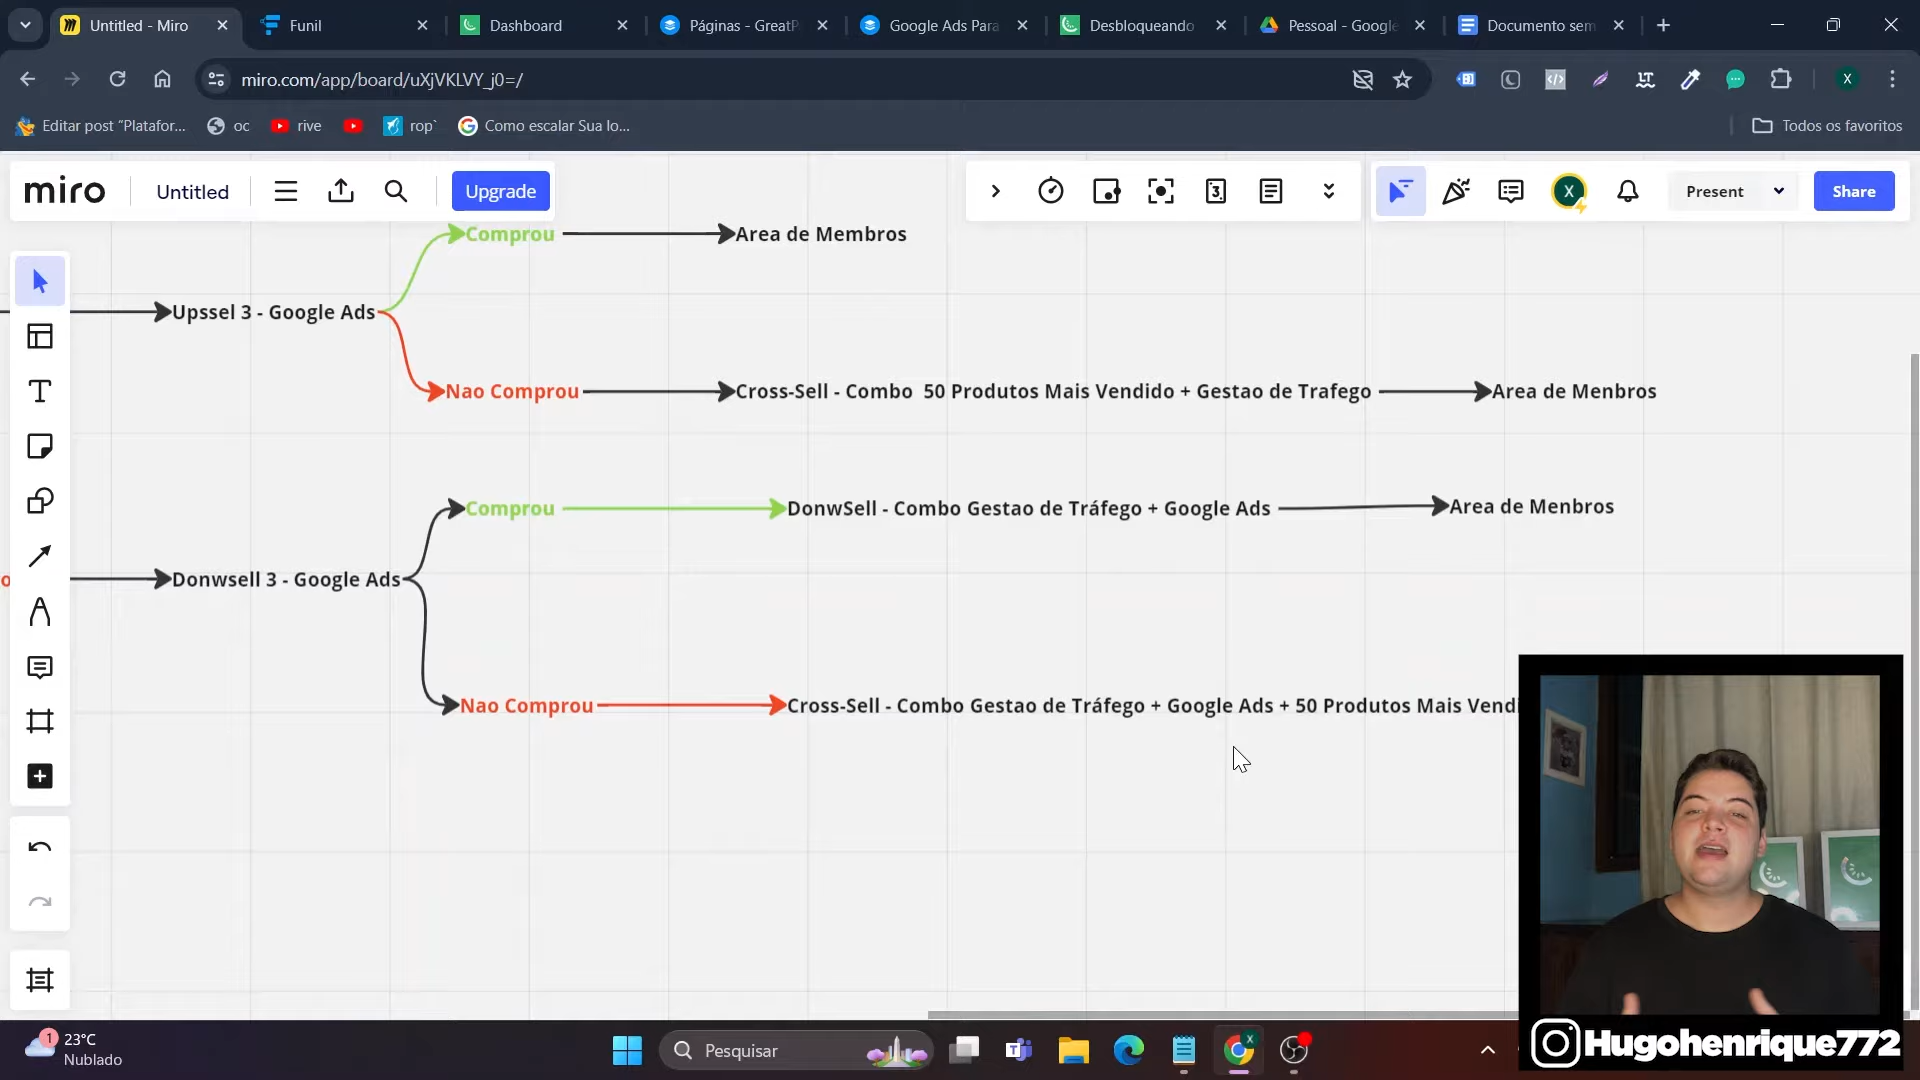 Untitled - Miro
Funil
Dashboard
Páginas - GreatP
Google Ads Para
Desbloqueando
Pessoal - Google
Documento sem
miro.com/app/board/uXjVKLVY_j0=/
X
Editar post “Platafor...
oc
rive
rop`
Como escalar Sua lo...
Todos os favoritos
miro
Untitled
Upgrade
3
X
Present
Share
Comprou
Area de Membros
Upssel 3 - Google Ads
Nao Comprou
Cross-Sell - Combo  50 Produtos Mais Vendido + Gestao de Trafego
Area de Menbros
Comprou
DonwSell - Combo Gestao de Tráfego + Google Ads
Area de Menbros
o
Donwsell 3 - Google Ads
Nao Comprou
Cross-Sell - Combo Gestao de Tráfego + Google Ads + 50 Produtos Mais Vendi
1
23°C
Nublado
Pesquisar
X
Hugohenrique772